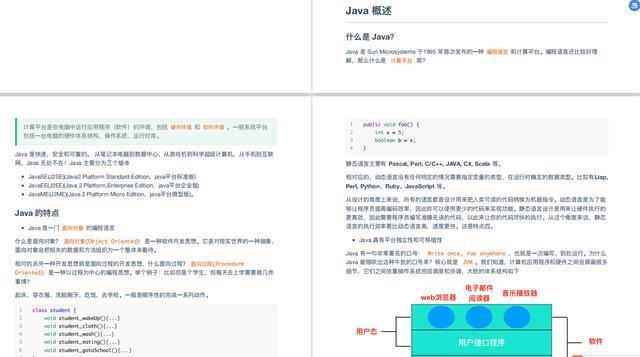 Java 概述
什么是 Java?
Java 是 Sun Microsystems 于1995 年首次发布的一种 编程语言 和计算平台。编程语言还比较好理
解，那么什么是 计算平台 呢?
计算平台是在电脑中运行应用程序（软件）的环境，包括 硬件环境 和 软件环境 。一般系统平台
包括一台电脑的硬件体系结构、操作系统、运行时库。
Java 是快速、安全和可靠的。 从笔记本电脑到数据中心，从游戏机到科学超级计算机，从手机到互联
网，Java 无处不在！Java 主要分为三个版本
JavaSE(J2SE)(Java2 Platform Standard Edition，java平台标准版)
JavaEE(J2EE)(Java 2 Platform,Enterprise Edition，java平台企业版)
JavaME(J2ME)(Java 2 Platform Micro Edition，java平台微型版)。
Java 的特点
Java 是一门 面向对象 的编程语言
什么是面向对象? 面向对象(Object Oriented) 是一种软件开发思想。它是对现实世界的一种抽象，
面向对象会把相关的数据和方法组织为一个整体来看待。
相对的另外一种开发思想就是面向过程的开发思想，什么面向过程? 面向过程(Procedure
Oriented) 是一种以过程为中心的编程思想。举个例子：比如你是个学生，你每天去上学需要做几件
事情?
起床、穿衣服、洗脸刷牙、吃饭、去学校。一般是顺序性的完成一系列动作。
1 class student {
2 void student_wakeUp(){...}
3 void student_cloth(){...}
4 void student_wash(){...}
5 void student_eating(){...}
6 void student_gotoSchool(){...}
1 public void foo() {
2 int x = 5;
3 boolean b = x;
4 }
静态语言主要有 Pascal, Perl, C/C++, JAVA, C#, Scala 等。
相对应的，动态语言没有任何特定的情况需要指定变量的类型，在运行时确定的数据类型。比如有Lisp,
Perl, Python、Ruby、JavaScript 等。
从设计的角度上来说，所有的语言都是设计用来把人类可读的代码转换为机器指令。动态语言是为了能
够让程序员提高编码效率，因此你可以使用更少的代码来实现功能。静态语言设计是用来让硬件执行的
更高效，因此需要程序员编写准确无误的代码，以此来让你的代码尽快的执行。从这个角度来说，静态
语言的执行效率要比动态语言高，速度更快。这是特点四。
Java 具有平台独立性和可移植性
Java 有一句非常著名的口号: Write once, run anywhere ，也就是一次编写、到处运行。为什么
Java 能够吹出这种牛批的口号来？核心就是 JVM 。我们知道，计算机应用程序和硬件之间会屏蔽很多
细节，它们之间依靠操作系统完成调度和协调，大致的体系结构如下
web浏览器
电子邮件
阅读器
音乐播放器
用户态
用户接口程序
软件